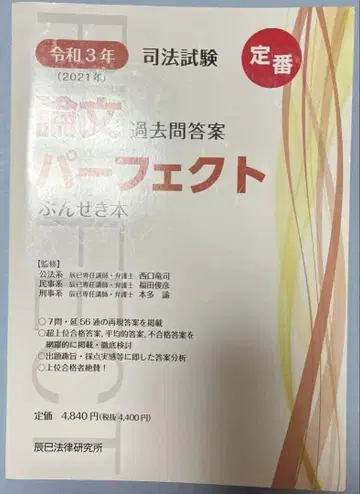 令和3年
(2021年)
司法試験
定番
論文 過去問答案
パーフェクト
ぶんせき本
【監修】
公法系 辰已専任講師・弁護士 西口竜司
民事系 辰已専任講師・弁護士 福田俊彦
刑事系 辰已専任講師・弁護士 本多 諭
○7問・延56通の再現答案を掲載
○超上位合格答案,平均的答案,不合格答案を
網羅的に掲載・徹底検討
○出題趣旨・採点実感等に即した答案分析
○上位合格者絶賛!
定価 4,840円(税抜4,400円)
辰已法律研究所